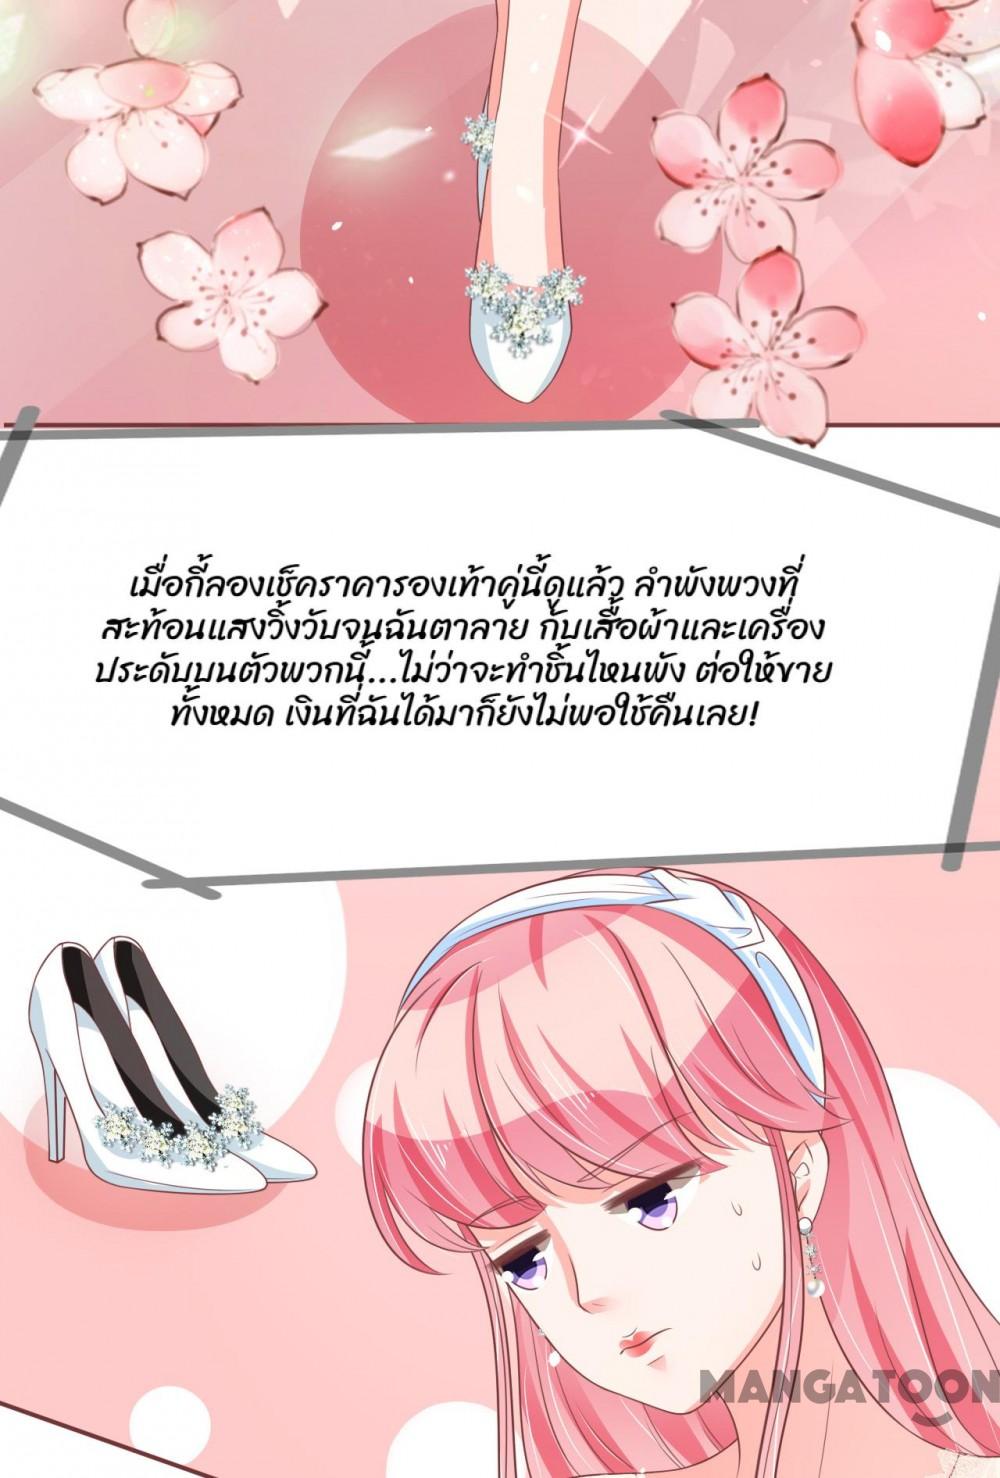 เมื่อกี้ลองเช็คราคารองเท้าคู่นี้ดูแล้ว ลำพังพวงที่
สะท้อนแสงวิ้งวับจนฉันตาลาย กับเสื้อผ้าและเครื่อง
ประดับบนตัวพวกนี้...ไม่ว่าจะทำชิ้นไหนพัง ต่อให้ขาย
ทั้งหมด เงินที่ฉันได้มาก็ยังไม่พอใช้คืนเลย!
MANGATOON